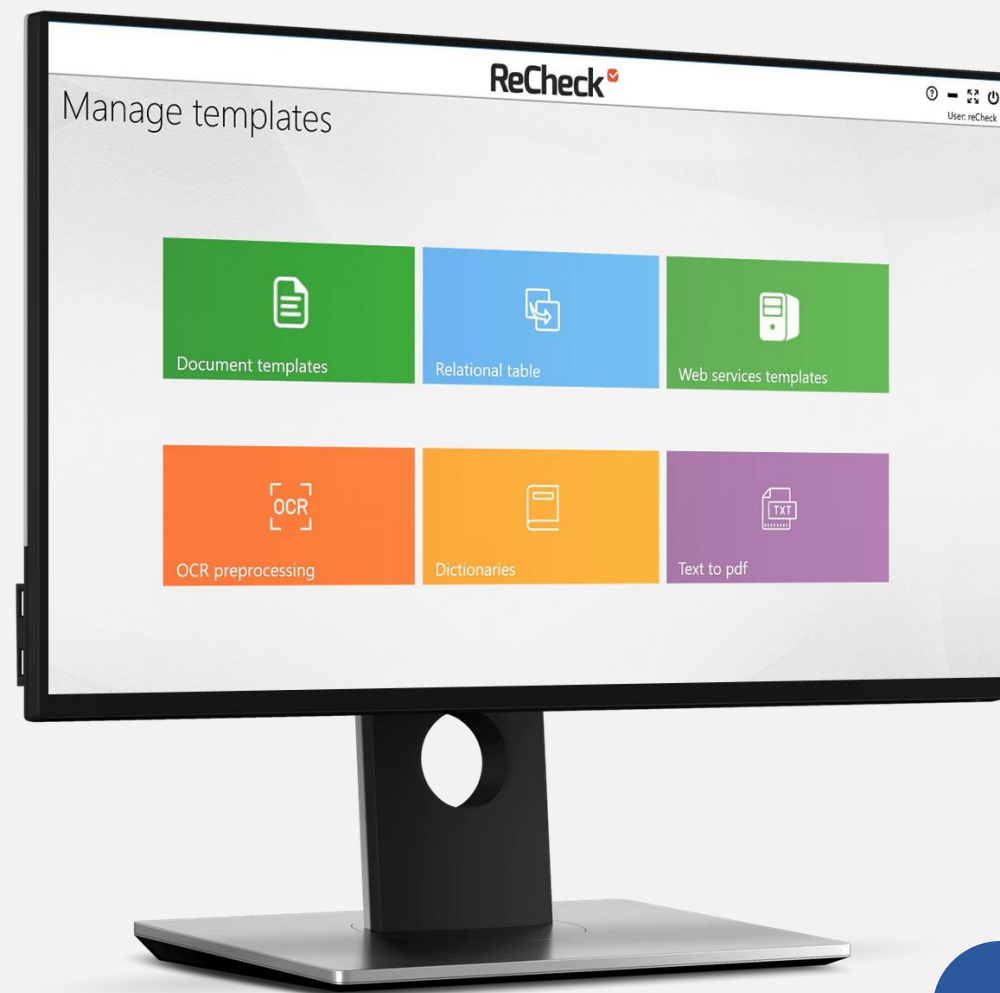 ReCheck
User: reCheck
Manage templates
Document templates
Relational table
Web services templates
OCR
TXT
OCR preprocessing
Dictionaries
Text to pdf